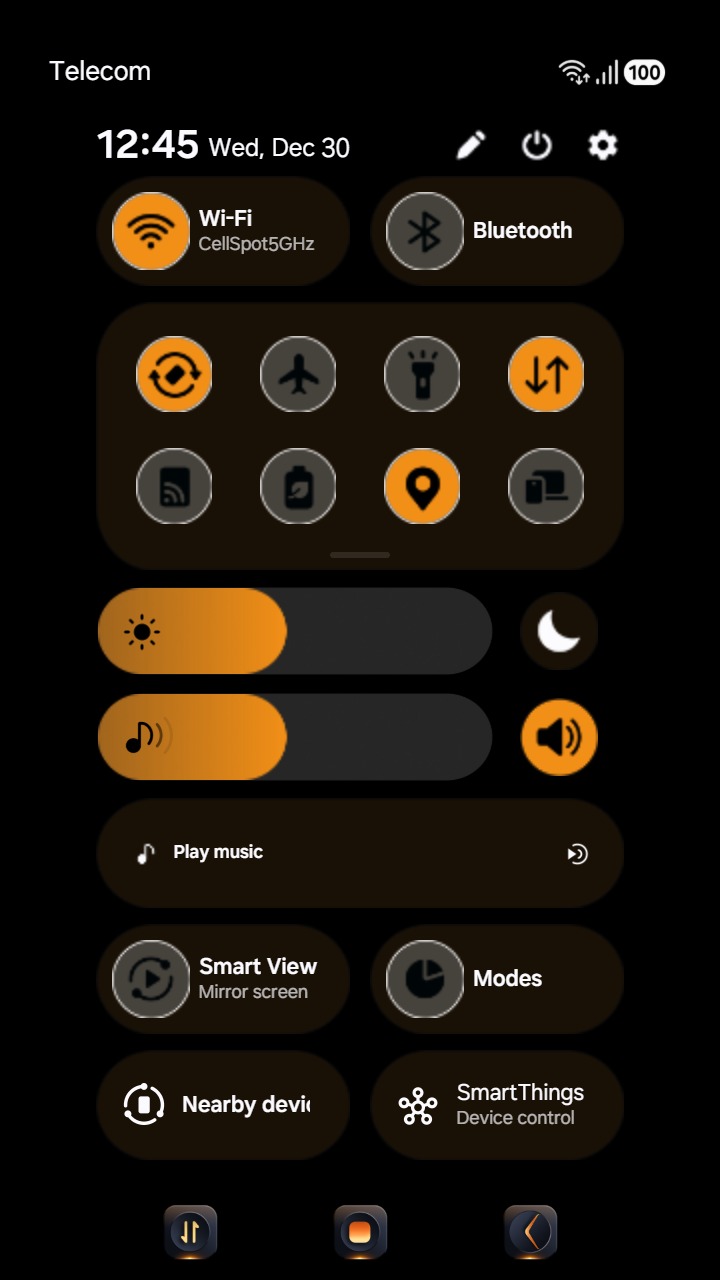 Telecom
100
12:45 Wed, Dec 30
Wi-Fi
CellSpot5GHz
Bluetooth
Play music
Smart View
Mirror screen
Modes
Nearby devic
SmartThings
Device control